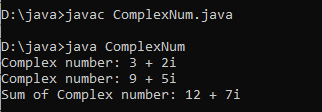 D:\java>javac ComplexNum.java
D:\java>java ComplexNum
Complex number: 3 + 2i
Complex number: 9 + 5i
Sum of Complex number: 12 + 7i